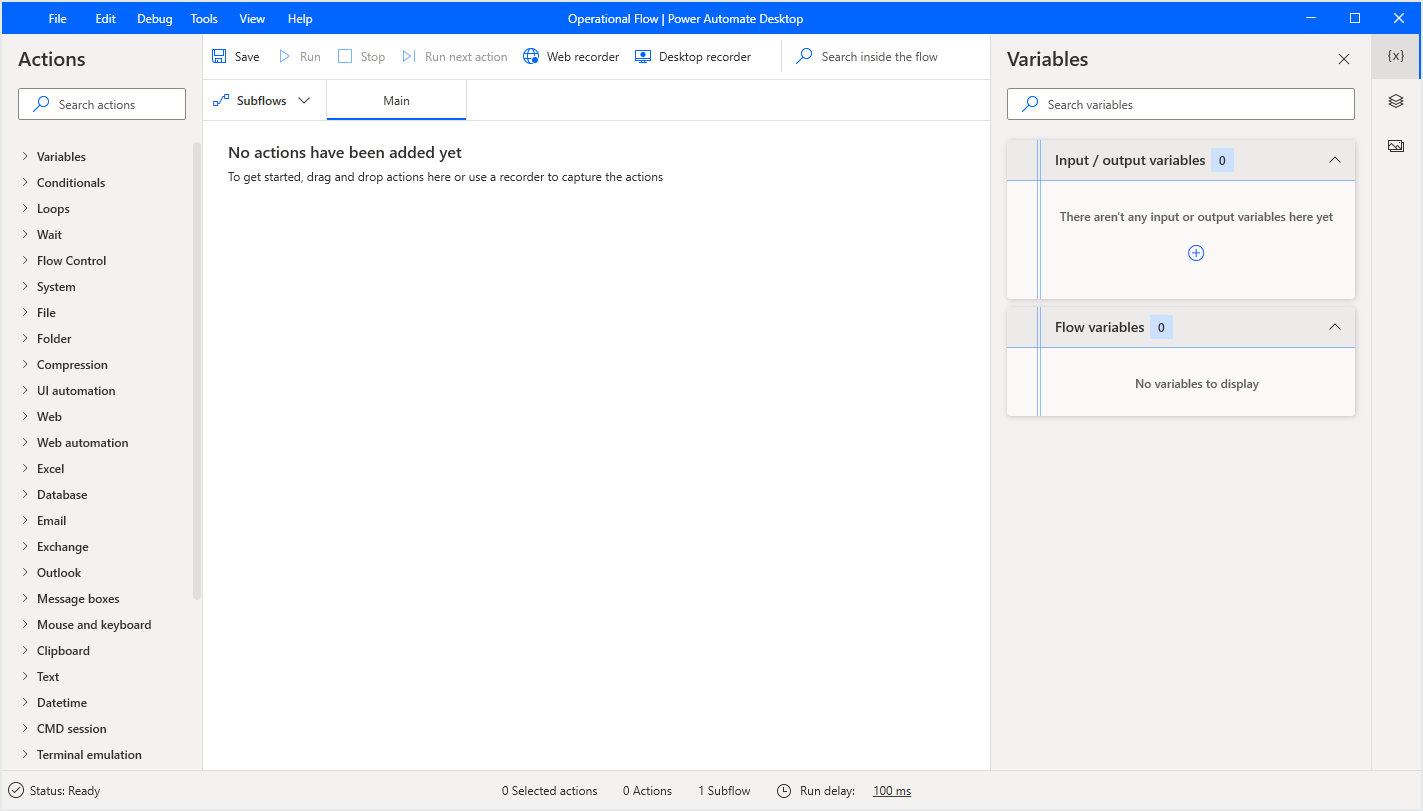 File Edit Debug Tools View Help Operational Flow | Power Automate Desktop
Actions
Search actions
Variables
Conditionals
Loops
Wait
Flow Control
System
File
Folder
Compression
UI automation
Web
Web automation
Excel
Database
Email
Exchange
Outlook
Message boxes
Mouse and keyboard
Clipboard
Text
Datetime
CMD session
Terminal emulation
Save Run Stop Run next action Web recorder Desktop recorder Search inside the flow
Subflows Main
No actions have been added yet
To get started, drag and drop actions here or use a recorder to capture the actions
Variables
{x}
Search variables
Input / output variables 0
There aren't any input or output variables here yet
Flow variables 0
No variables to display
Status: Ready 0 Selected actions 0 Actions 1 Subflow Run delay: 100 ms